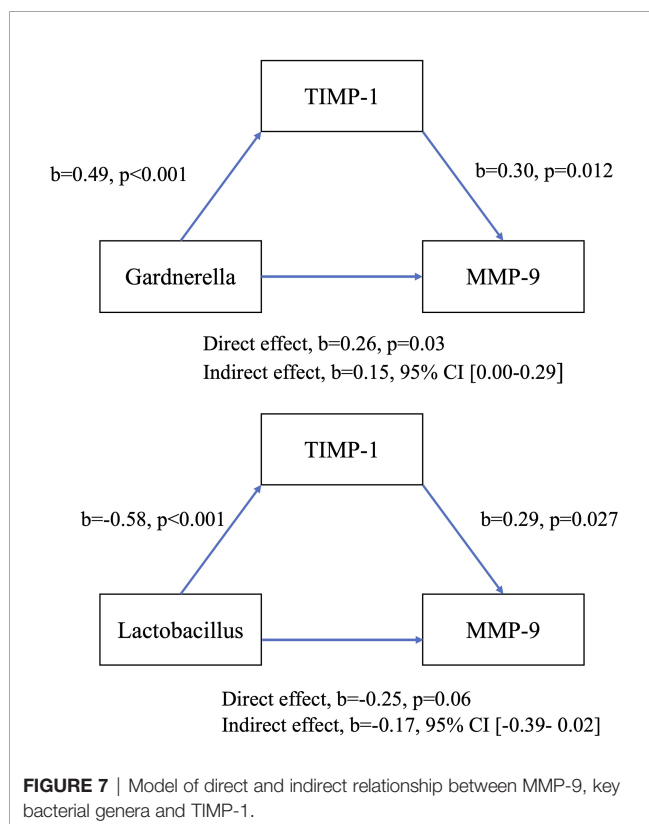 TIMP-1
b=0.49, p<0.001
b=0.30, p=0.012
Gardnerella
MMP-9
Direct effect, b=0.26, p=0.03
Indirect effect, b=0.15, 95% CI [0.00-0.29]
TIMP-1
b=-0.58, p<0.001
b=0.29, p=0.027
Lactobacillus
MMP-9
Direct effect, b=-0.25, p=0.06
Indirect effect, b=-0.17, 95% CI [-0.39- 0.02]
FIGURE 7 | Model of direct and indirect relationship between MMP-9, key
bacterial genera and TIMP-1.